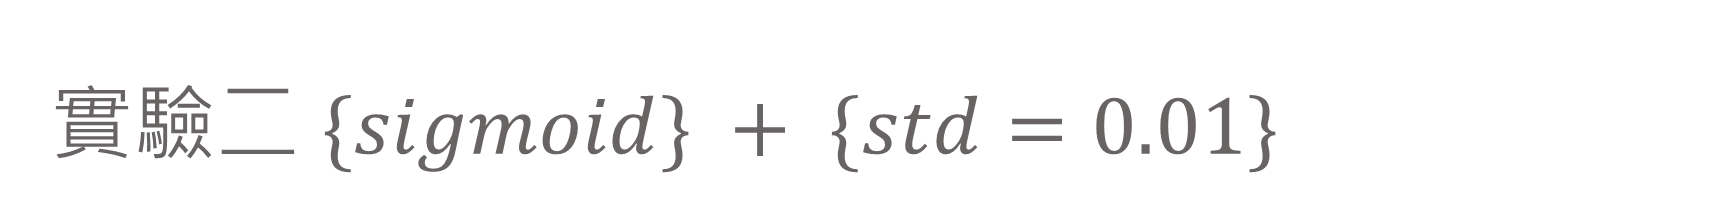 實驗二 {sigmoid} + {std = 0.01}